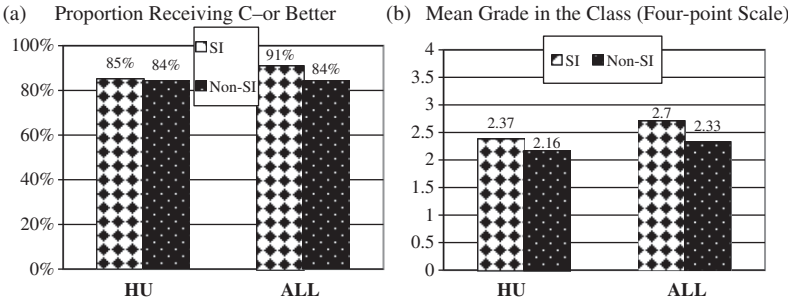 (a) Proportion Receiving C–or Better
100%
80%
60%
40%
20%
0%
85%
84%
91%
84%
SI
Non-SI
HU
ALL
(b) Mean Grade in the Class (Four-point Scale)
4
3.5
3
2.5
2
1.5
1
0.5
0
2.37
2.16
2.7
2.33
SI
Non-SI
HU
ALL